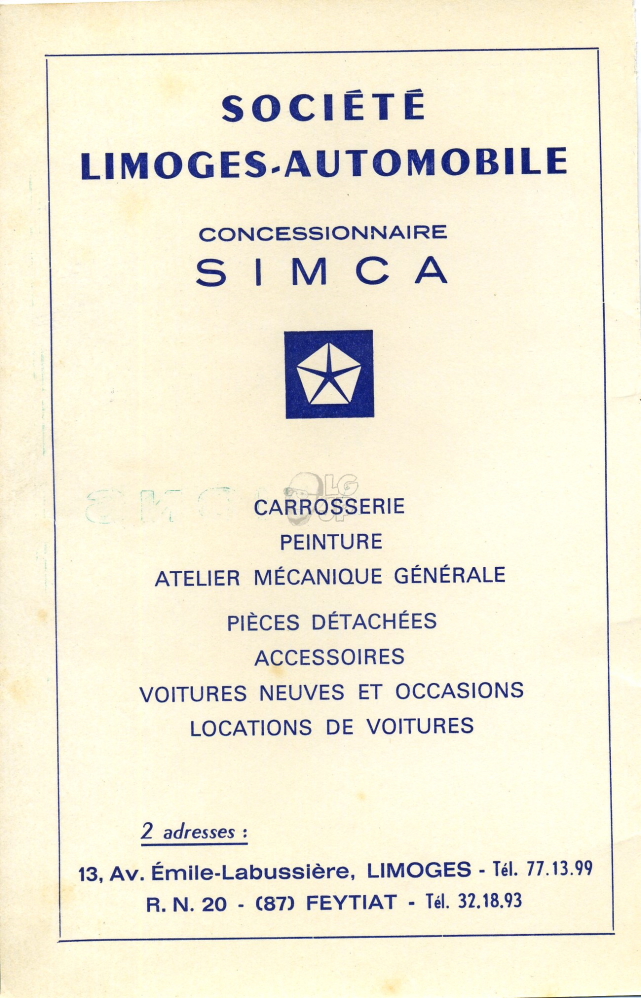 SOCIÉTÉ
LIMOGES-AUTOMOBILE
CONCESSIONNAIRE
SIMCA
LG
UP
CARROSSERIE
PEINTURE
ATELIER MÉCANIQUE GÉNÉRALE
PIÈCES DÉTACHÉES
ACCESSOIRES
VOITURES NEUVES ET OCCASIONS
LOCATIONS DE VOITURES
2 adresses :
13, Av. Émile-Labussière, LIMOGES - Tél. 77.13.99
R. N. 20 - (87) FEYTIAT - Tél. 32.18.93